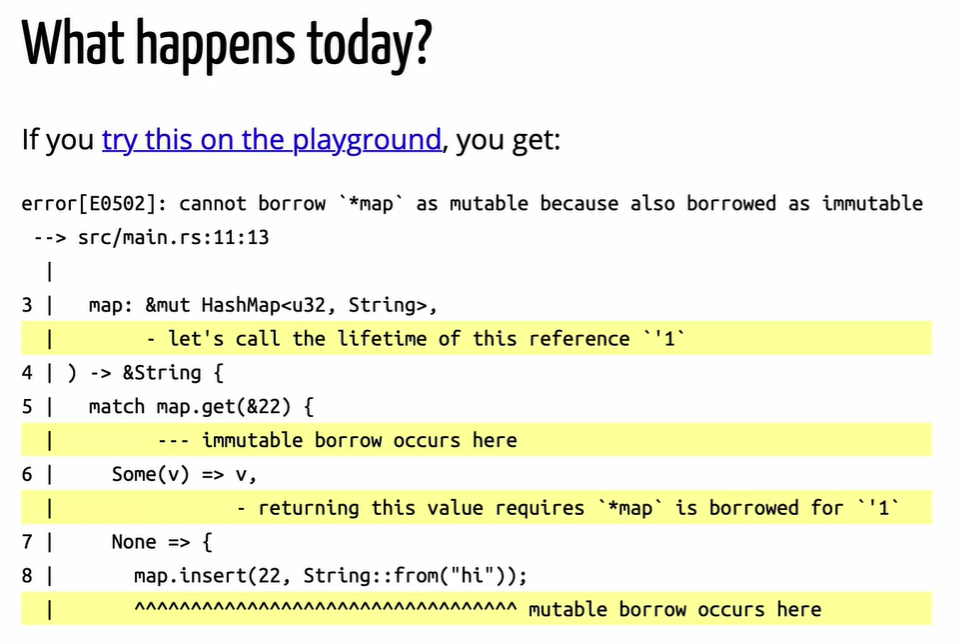 What happens today?
If you try this on the playground, you get:
error[E0502]: cannot borrow `*map` as mutable because also borrowed as immutable
 --> src/main.rs:11:13
  |
3 |   map: &mut HashMap<u32, String>,
  |        - let's call the lifetime of this reference `'1`
4 | ) -> &String {
5 |   match map.get(&22) {
  |         --- immutable borrow occurs here
6 |     Some(v) => v,
  |                - returning this value requires `*map` is borrowed for `'1`
7 |     None => {
8 |       map.insert(22, String::from("hi"));
  |       ^^^^^^^^^^^^^^^^^^^^^^^^^^^^^^^^^^ mutable borrow occurs here